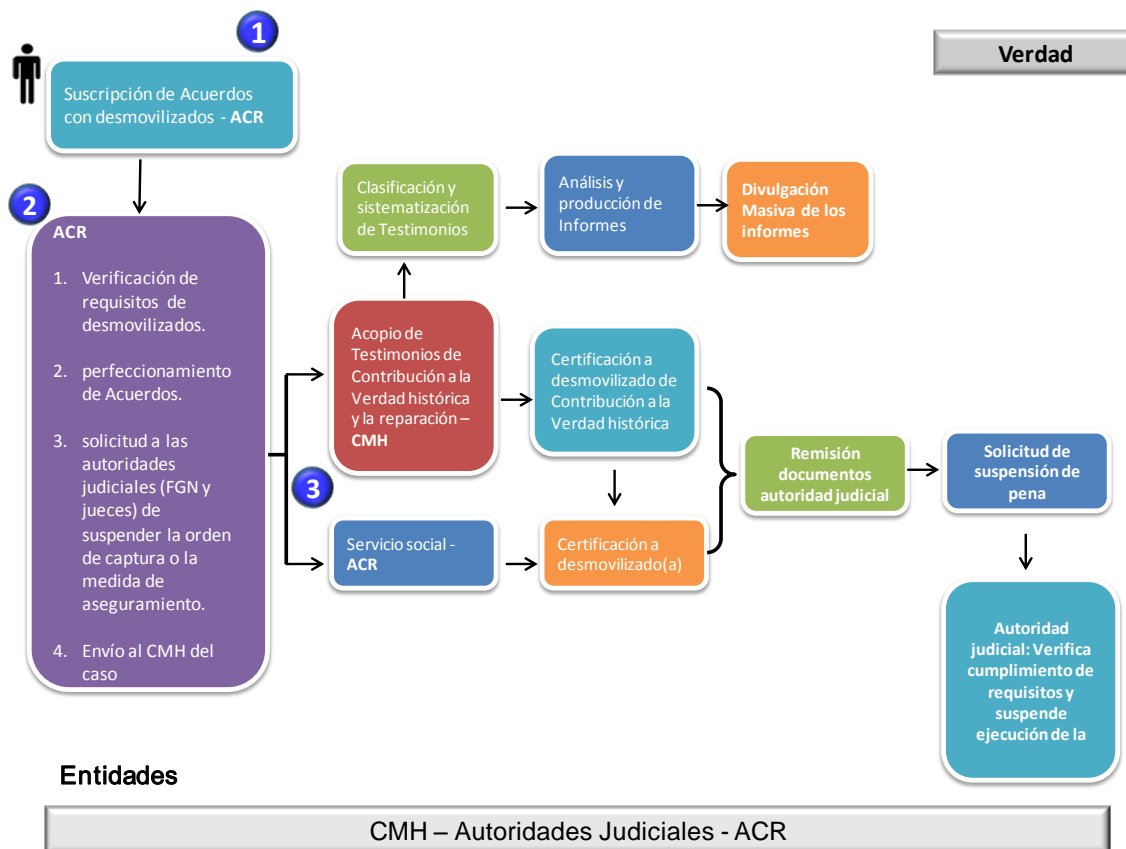 1
Verdad
Suscripción de Acuerdos
con desmovilizados - ACR
2
ACR
1. Verificación de
requisitos de
desmovilizados.
2. perfeccionamiento
de Acuerdos.
3. solicitud a las
autoridades
judiciales (FGN y
jueces) de
suspender la orden
de captura o la
medida de
aseguramiento.
4. Envío al CMH del
caso
Clasificación y
sistematización
de Testimonios
Análisis y
producción de
Informes
Divulgación
Masiva de los
informes
Acopio de
Testimonios de
Contribución a la
Verdad histórica
y la reparación –
CMH
Certificación a
desmovilizado de
Contribución a la
Verdad histórica
3
Servicio social -
ACR
Certificación a
desmovilizado(a)
Remisión
documentos
autoridad judicial
Solicitud de
suspensión de
pena
Autoridad
judicial: Verifica
cumplimiento de
requisitos y
suspende
ejecución de la
Entidades
CMH – Autoridades Judiciales - ACR